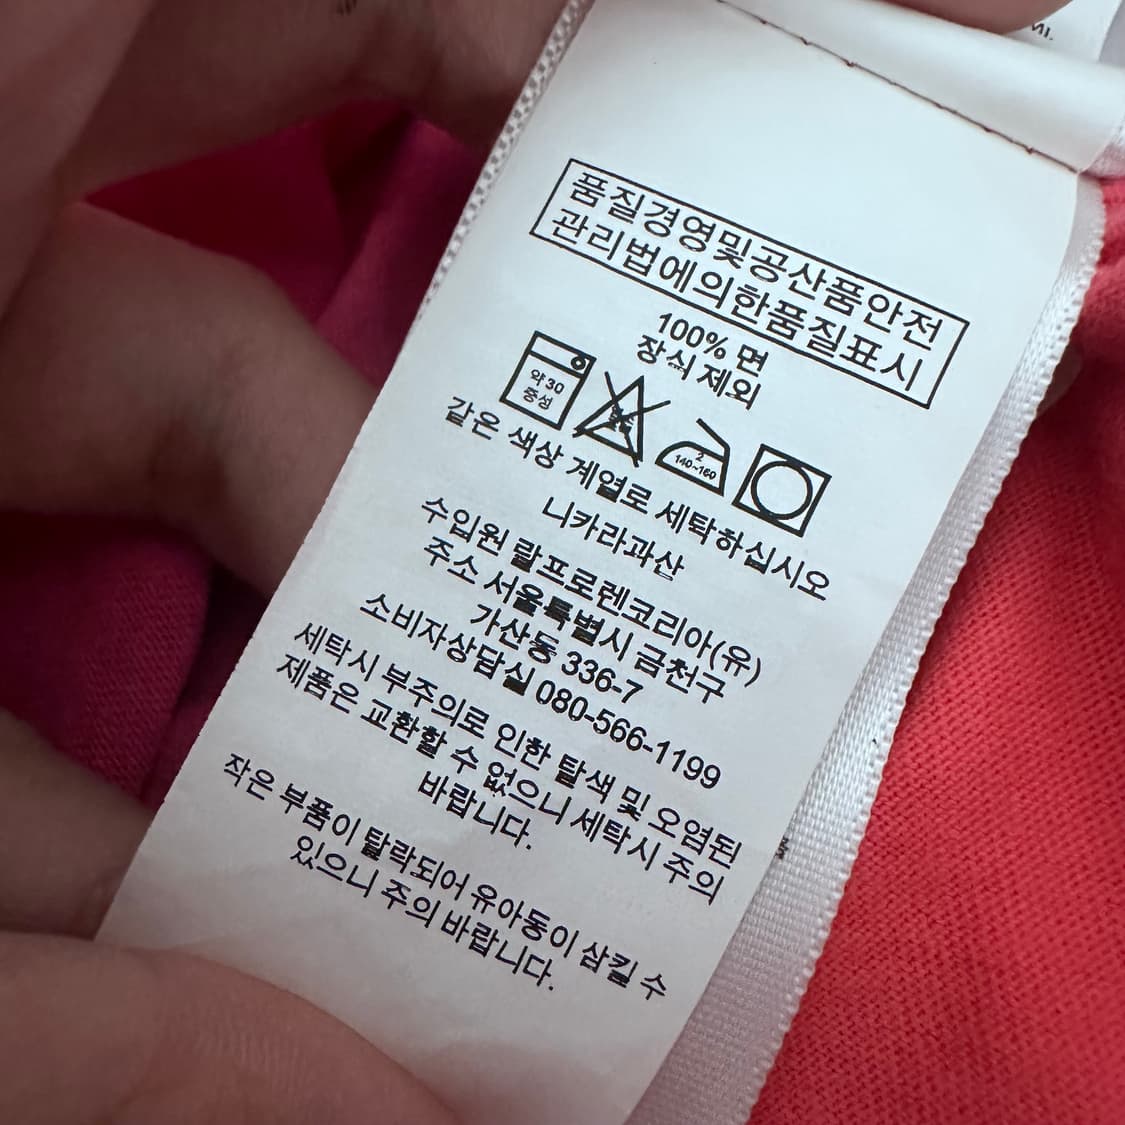 품질경영및공산품안전
관리법에의한품질표시
100% 면
장식 제외
약 30
중성
2
140~160
같은 색상 계열로 세탁하십시오
니카라과산
수입원 랄프로렌코리아(유)
주소 서울특별시 금천구
가산동 336-7
소비자상담실 080-566-1199
세탁시 부주의로 인한 탈색 및 오염된
제품은 교환할 수 없으니 세탁시 주의
바랍니다.
작은 부품이 탈락되어 유아동이 삼킬 수
있으니 주의 바랍니다.